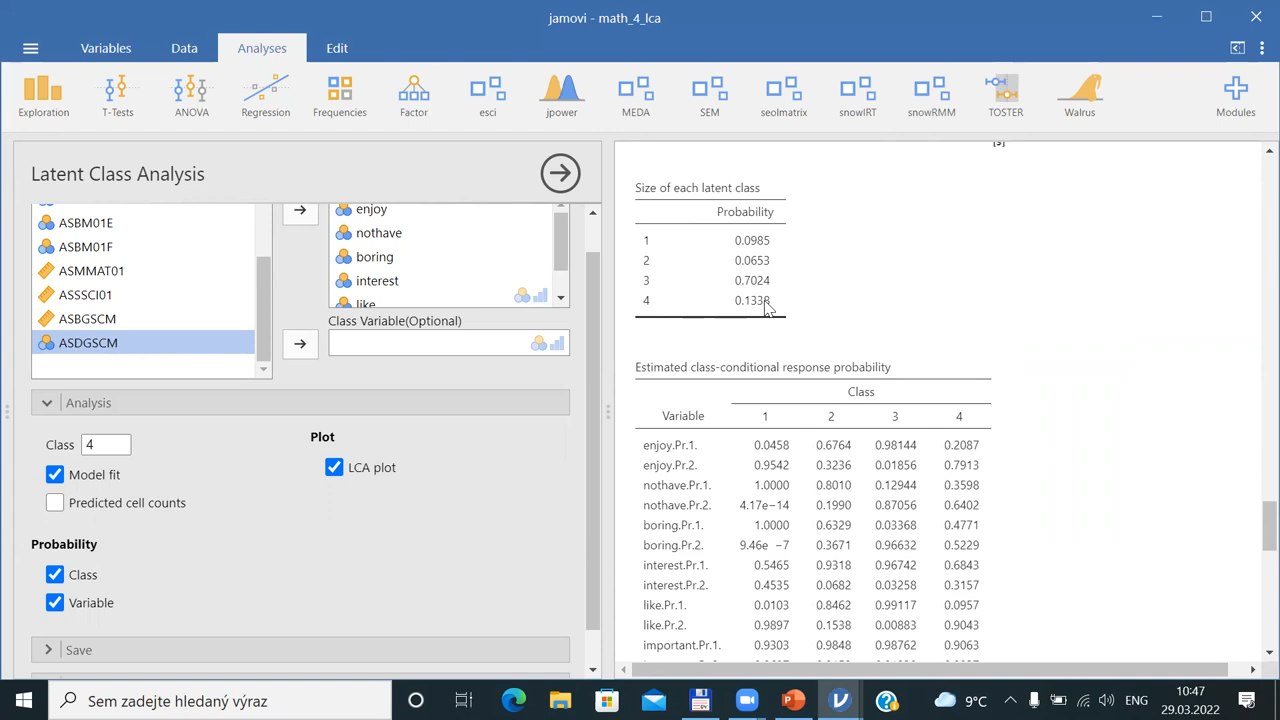 jamovi - math_4_lca
Variables Data Analyses Edit
Exploration T-Tests ANOVA Regression Frequencies Factor esci jpower MEDA SEM seolmatrix snowIRT snowRMM TOSTER Walrus Modules
Latent Class Analysis
ASBM01E
ASBM01F
ASMMAT01
ASSSCI01
ASBGSCM
ASDGSCM
enjoy
nothave
boring
interest
like
Class Variable(Optional)
Analysis
Class 4
Model fit
Predicted cell counts
Plot
LCA plot
Probability
Class
Variable
Save
[3]
Size of each latent class
Probability
1 0.0985
2 0.0653
3 0.7024
4
Estimated class-conditional response probability
Class
Variable 1 2 3 4
enjoy.Pr.1. 0.0458 0.6764 0.98144 0.2087
enjoy.Pr.2. 0.9542 0.3236 0.01856 0.7913
nothave.Pr.1. 1.0000 0.8010 0.12944 0.3598
nothave.Pr.2. 4.17e−14 0.1990 0.87056 0.6402
boring.Pr.1. 1.0000 0.6329 0.03368 0.4771
boring.Pr.2. 9.46e −7 0.3671 0.96632 0.5229
interest.Pr.1. 0.5465 0.9318 0.96742 0.6843
interest.Pr.2. 0.4535 0.0682 0.03258 0.3157
like.Pr.1. 0.0103 0.8462 0.99117 0.0957
like.Pr.2. 0.9897 0.1538 0.00883 0.9043
important.Pr.1. 0.9303 0.9848 0.98762 0.9063
Sem zadejte hledaný výraz
9°C
ENG
10:47
29.03.2022